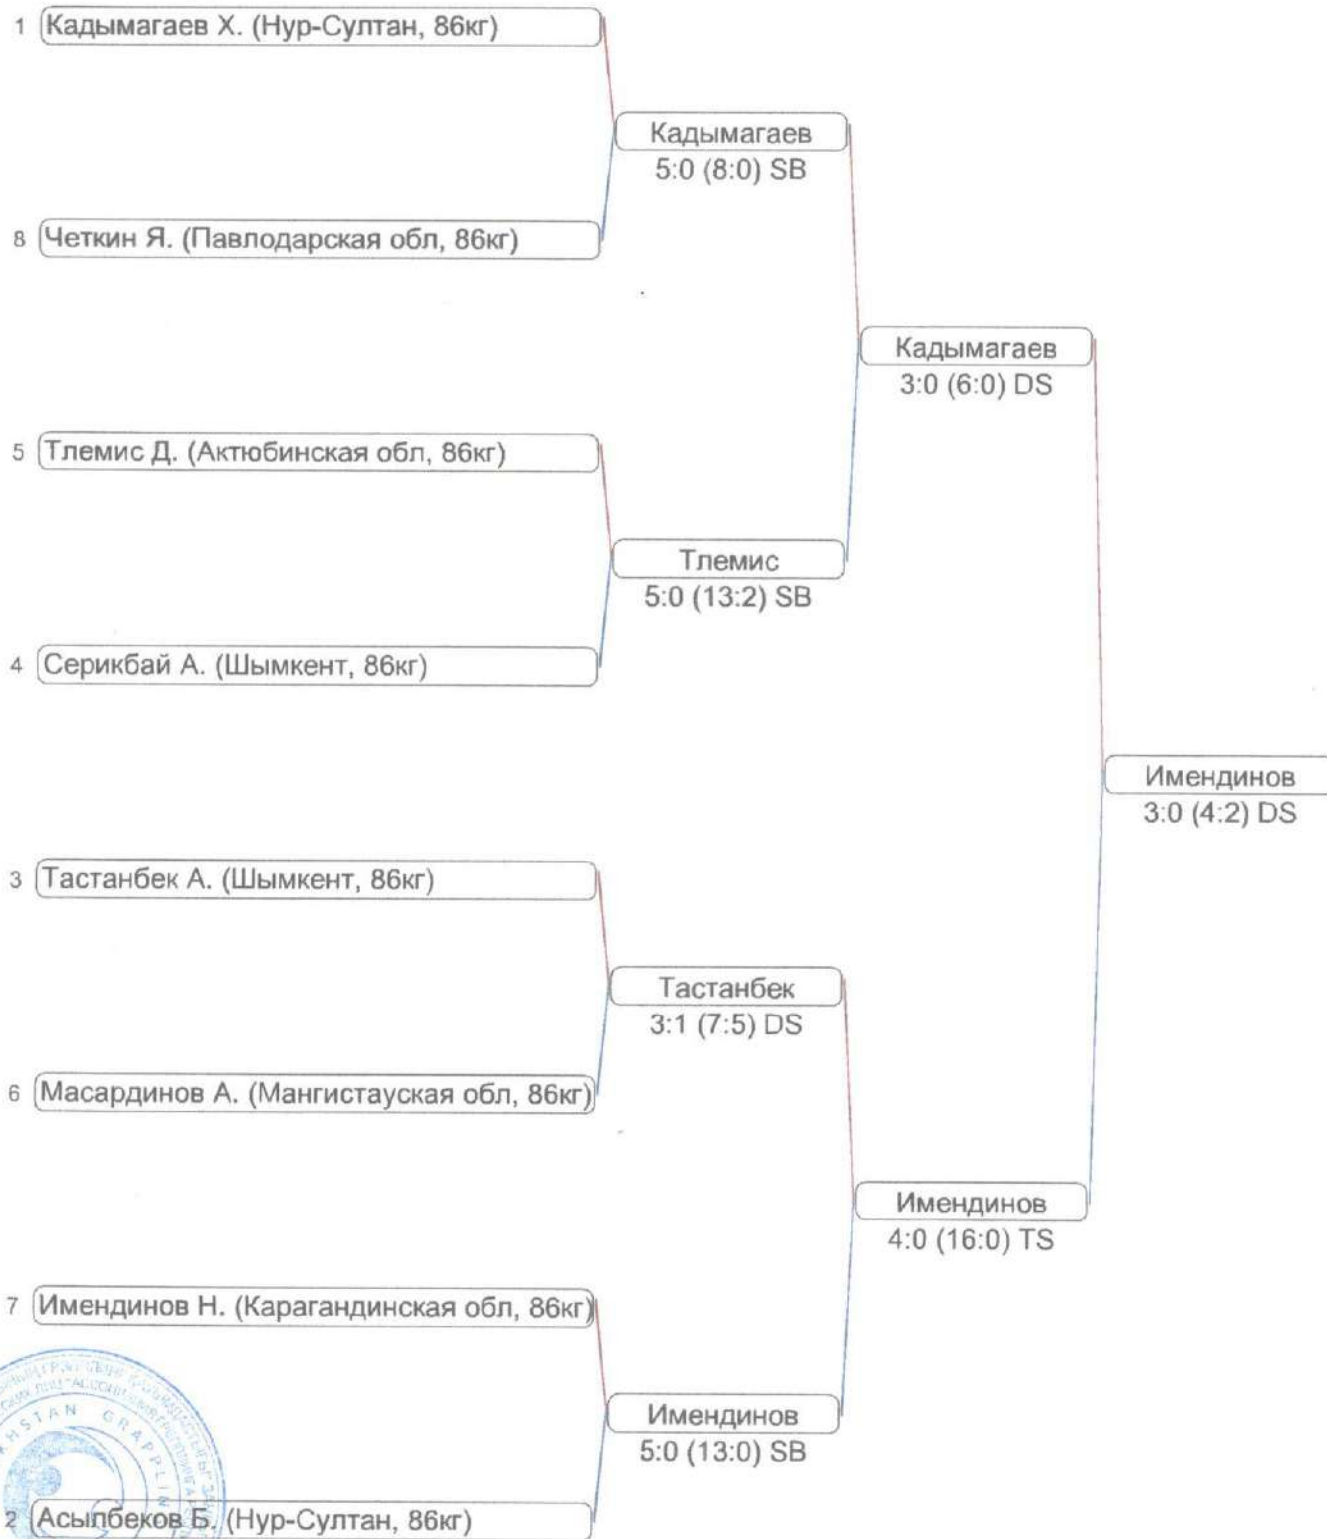 1 Кадымагаев Х. (Нур-Султан, 86кг)
Кадымагаев
5:0 (8:0) SB
8 Четкин Я. (Павлодарская обл, 86кг)
Кадымагаев
3:0 (6:0) DS
5 Тлемис Д. (Актюбинская обл, 86кг)
Тлемис
5:0 (13:2) SB
4 Серикбай А. (Шымкент, 86кг)
Имендинов
3:0 (4:2) DS
3 Тастанбек А. (Шымкент, 86кг)
Тастанбек
3:1 (7:5) DS
6 Масардинов А. (Мангистауская обл, 86кг)
Имендинов
4:0 (16:0) TS
7 Имендинов Н. (Карагандинская обл, 86кг)
Имендинов
5:0 (13:0) SB
2 Асылбеков Б. (Нур-Султан, 86кг)